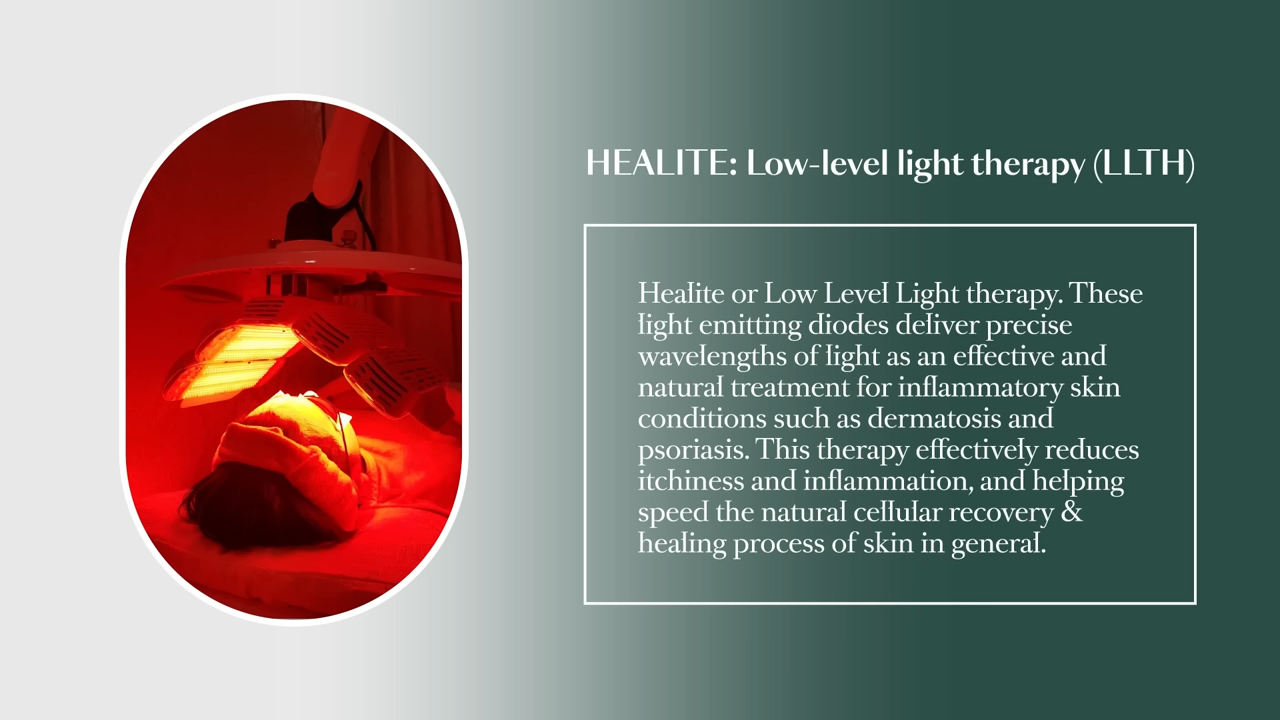 HEALITE: Low-level light therapy (LLTH)
Healite or Low Level Light therapy. These
light emitting diodes deliver precise
wavelengths of light as an effective and
natural treatment for inflammatory skin
conditions such as dermatosis and
psoriasis. This therapy effectively reduces
itchiness and inflammation, and helping
speed the natural cellular recovery &
healing process of skin in general.